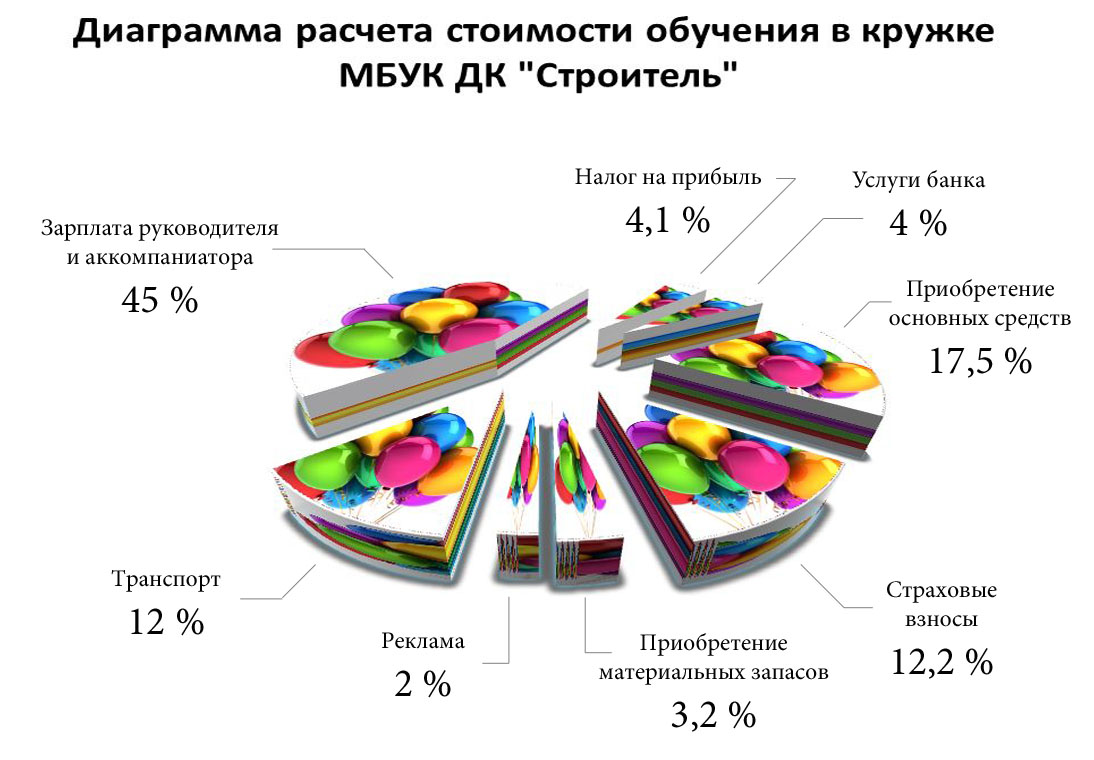 Диаграмма расчета стоимости обучения в кружке
МБУК ДК "Строитель"
Налог на прибыль
4,1 %
Услуги банка
4 %
Зарплата руководителя
и аккомпаниатора
45 %
Приобретение
основных средств
17,5 %
Транспорт
12 %
Реклама
2 %
Приобретение
материальных запасов
3,2 %
Страховые
взносы
12,2 %